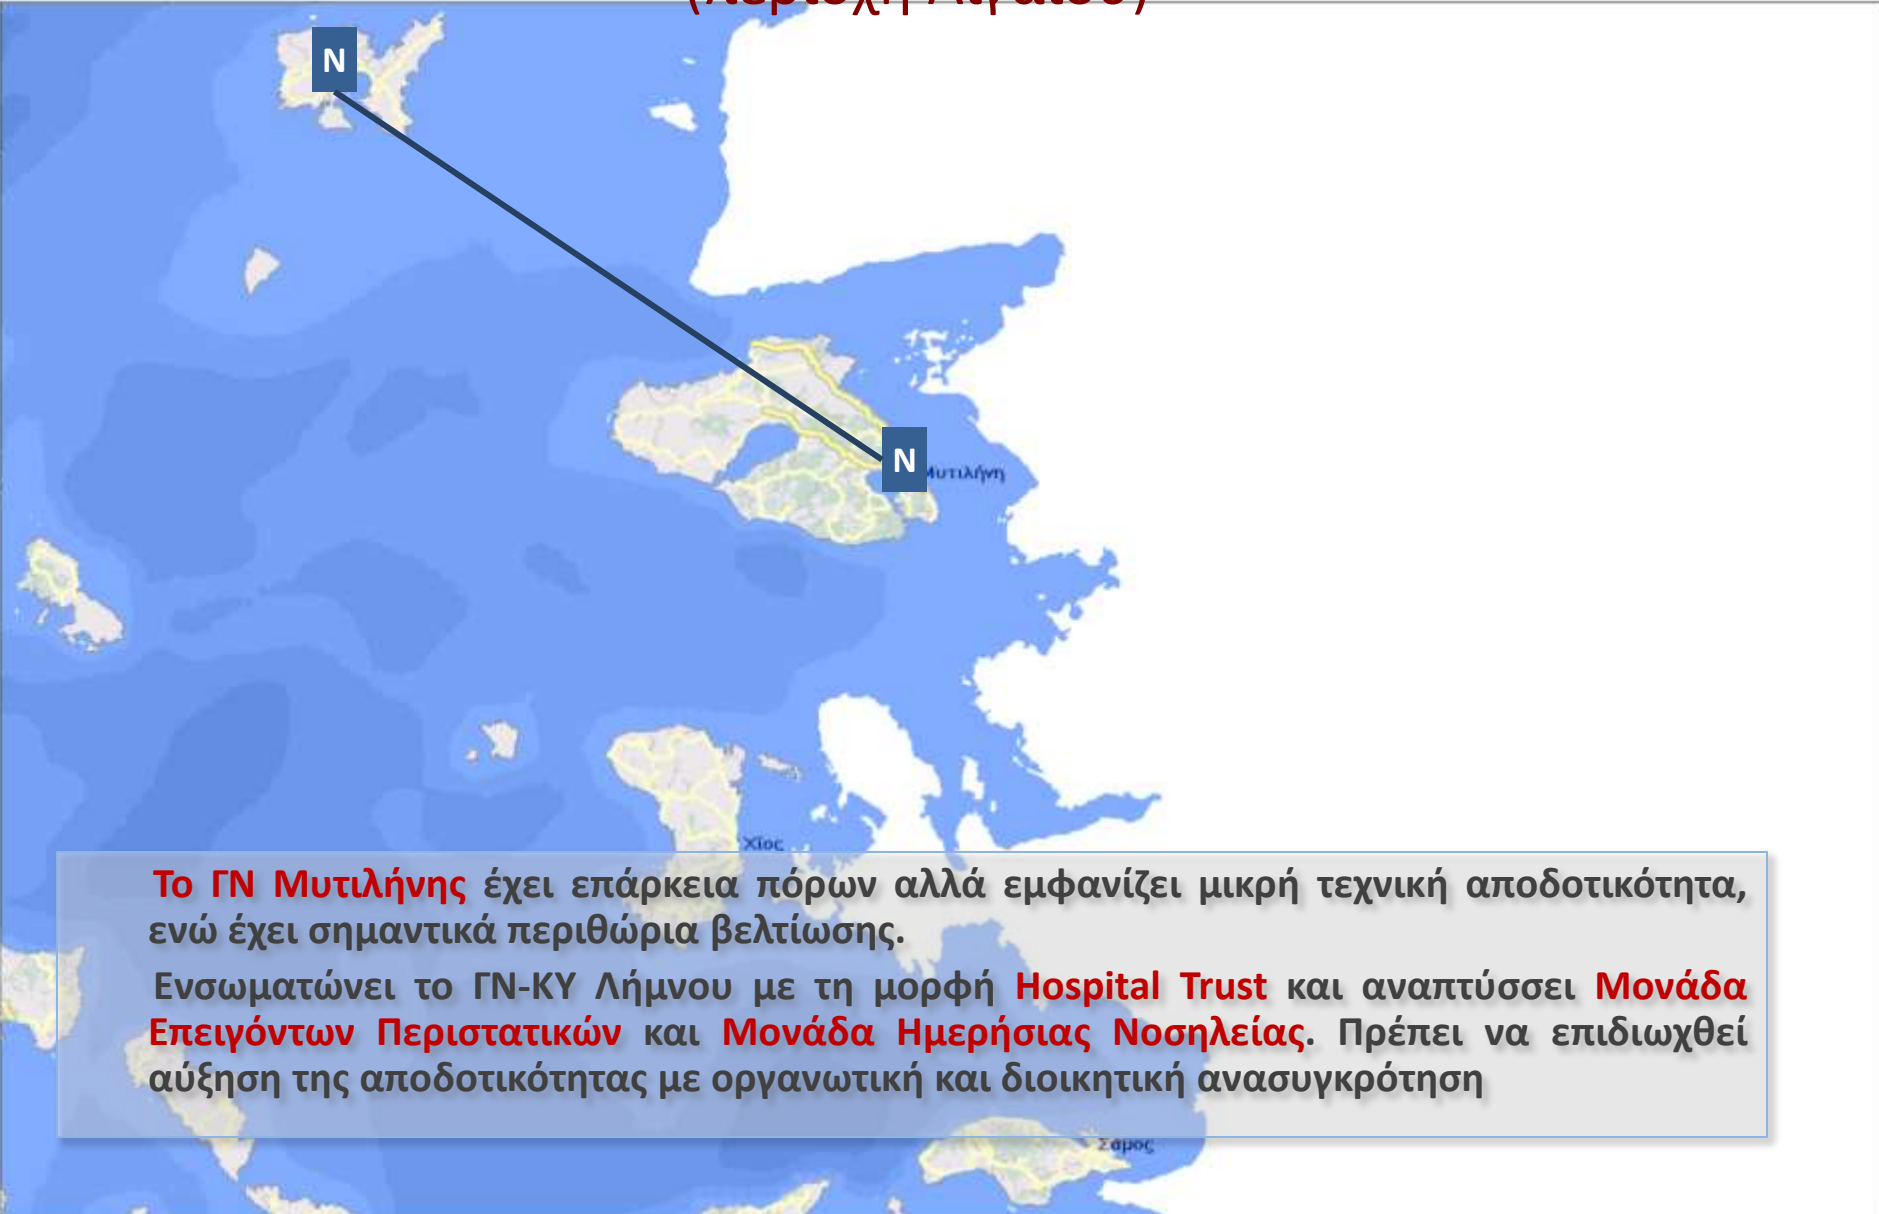 (περιοχή Αιγαίου)
N
N
Μυτιλήνη
Χίος
Το ΓΝ Μυτιλήνης έχει επάρκεια πόρων αλλά εμφανίζει μικρή τεχνική αποδοτικότητα,
ενώ έχει σημαντικά περιθώρια βελτίωσης.
Ενσωματώνει το ΓΝ-ΚΥ Λήμνου με τη μορφή Hospital Trust και αναπτύσσει Μονάδα
Επειγόντων Περιστατικών και Μονάδα Ημερήσιας Νοσηλείας. Πρέπει να επιδιωχθεί
αύξηση της αποδοτικότητας με οργανωτική και διοικητική ανασυγκρότηση
Σάμος